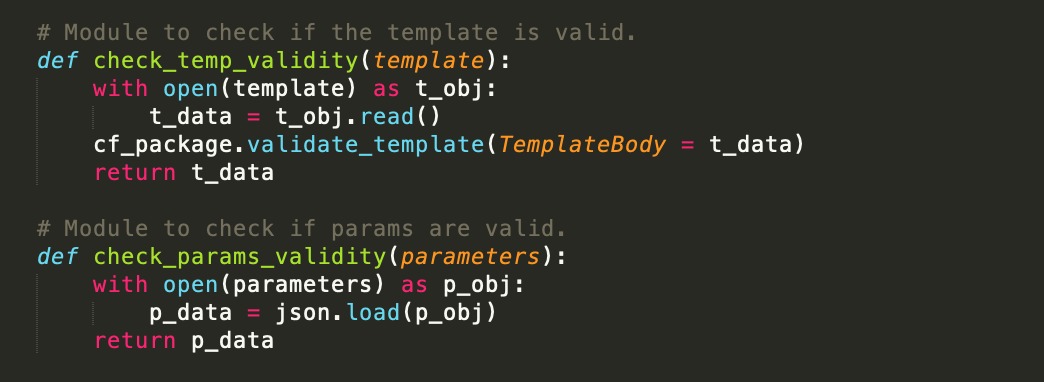 # Module to check if the template is valid.
def check_temp_validity(template):
    with open(template) as t_obj:
        t_data = t_obj.read()
    cf_package.validate_template(TemplateBody = t_data)
    return t_data

# Module to check if params are valid.
def check_params_validity(parameters):
    with open(parameters) as p_obj:
        p_data = json.load(p_obj)
    return p_data